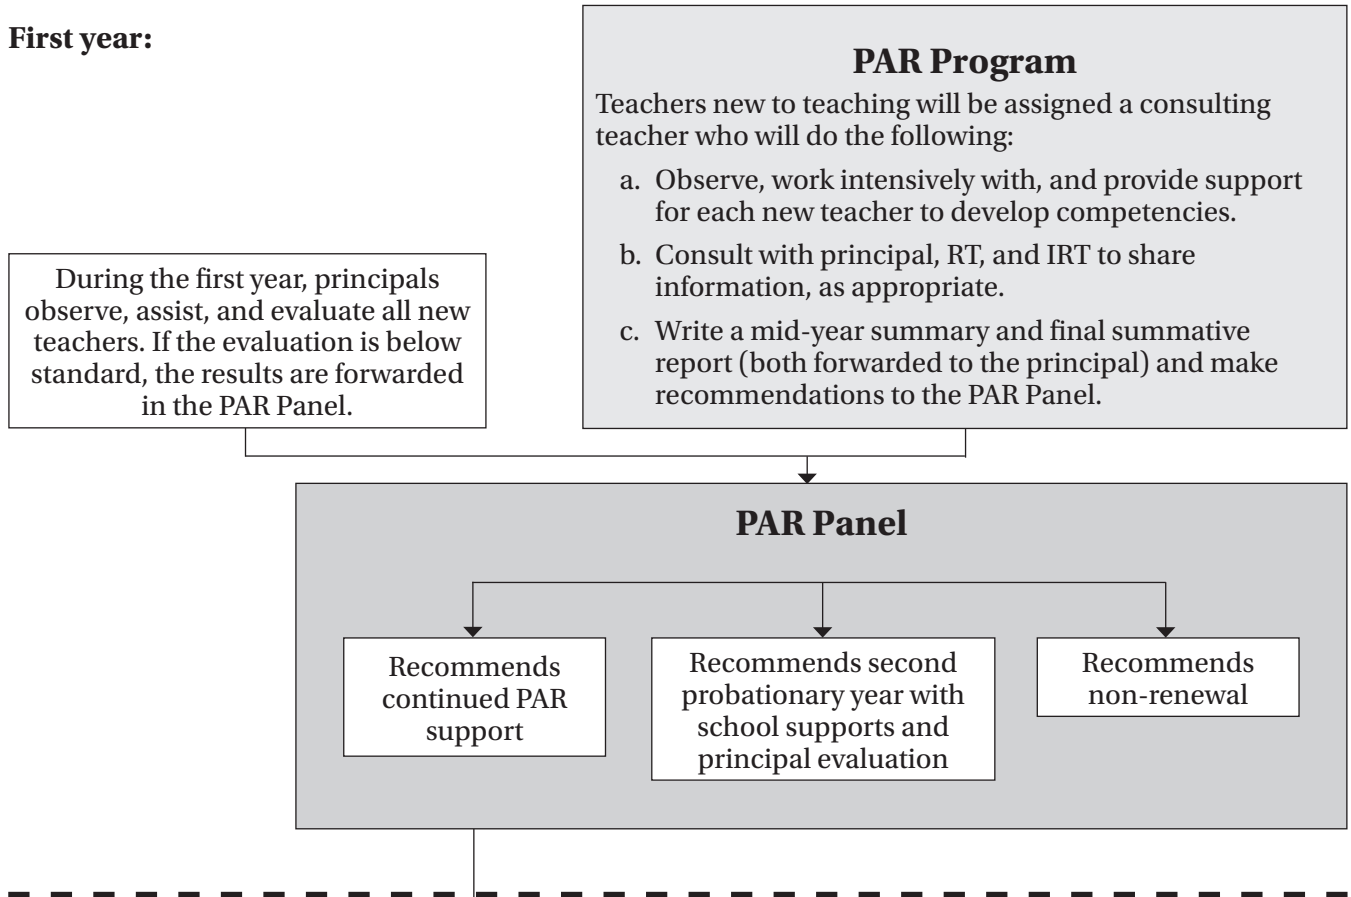 First year:
PAR Program
Teachers new to teaching will be assigned a consulting
teacher who will do the following:
a. Observe, work intensively with, and provide support
for each new teacher to develop competencies.
b. Consult with principal, RT, and IRT to share
information, as appropriate.
c. Write a mid-year summary and final summative
report (both forwarded to the principal) and make
recommendations to the PAR Panel.
During the first year, principals
observe, assist, and evaluate all new
teachers. If the evaluation is below
standard, the results are forwarded
in the PAR Panel.
PAR Panel
Recommends
continued PAR
support
Recommends second
probationary year with
school supports and
principal evaluation
Recommends
non-renewal